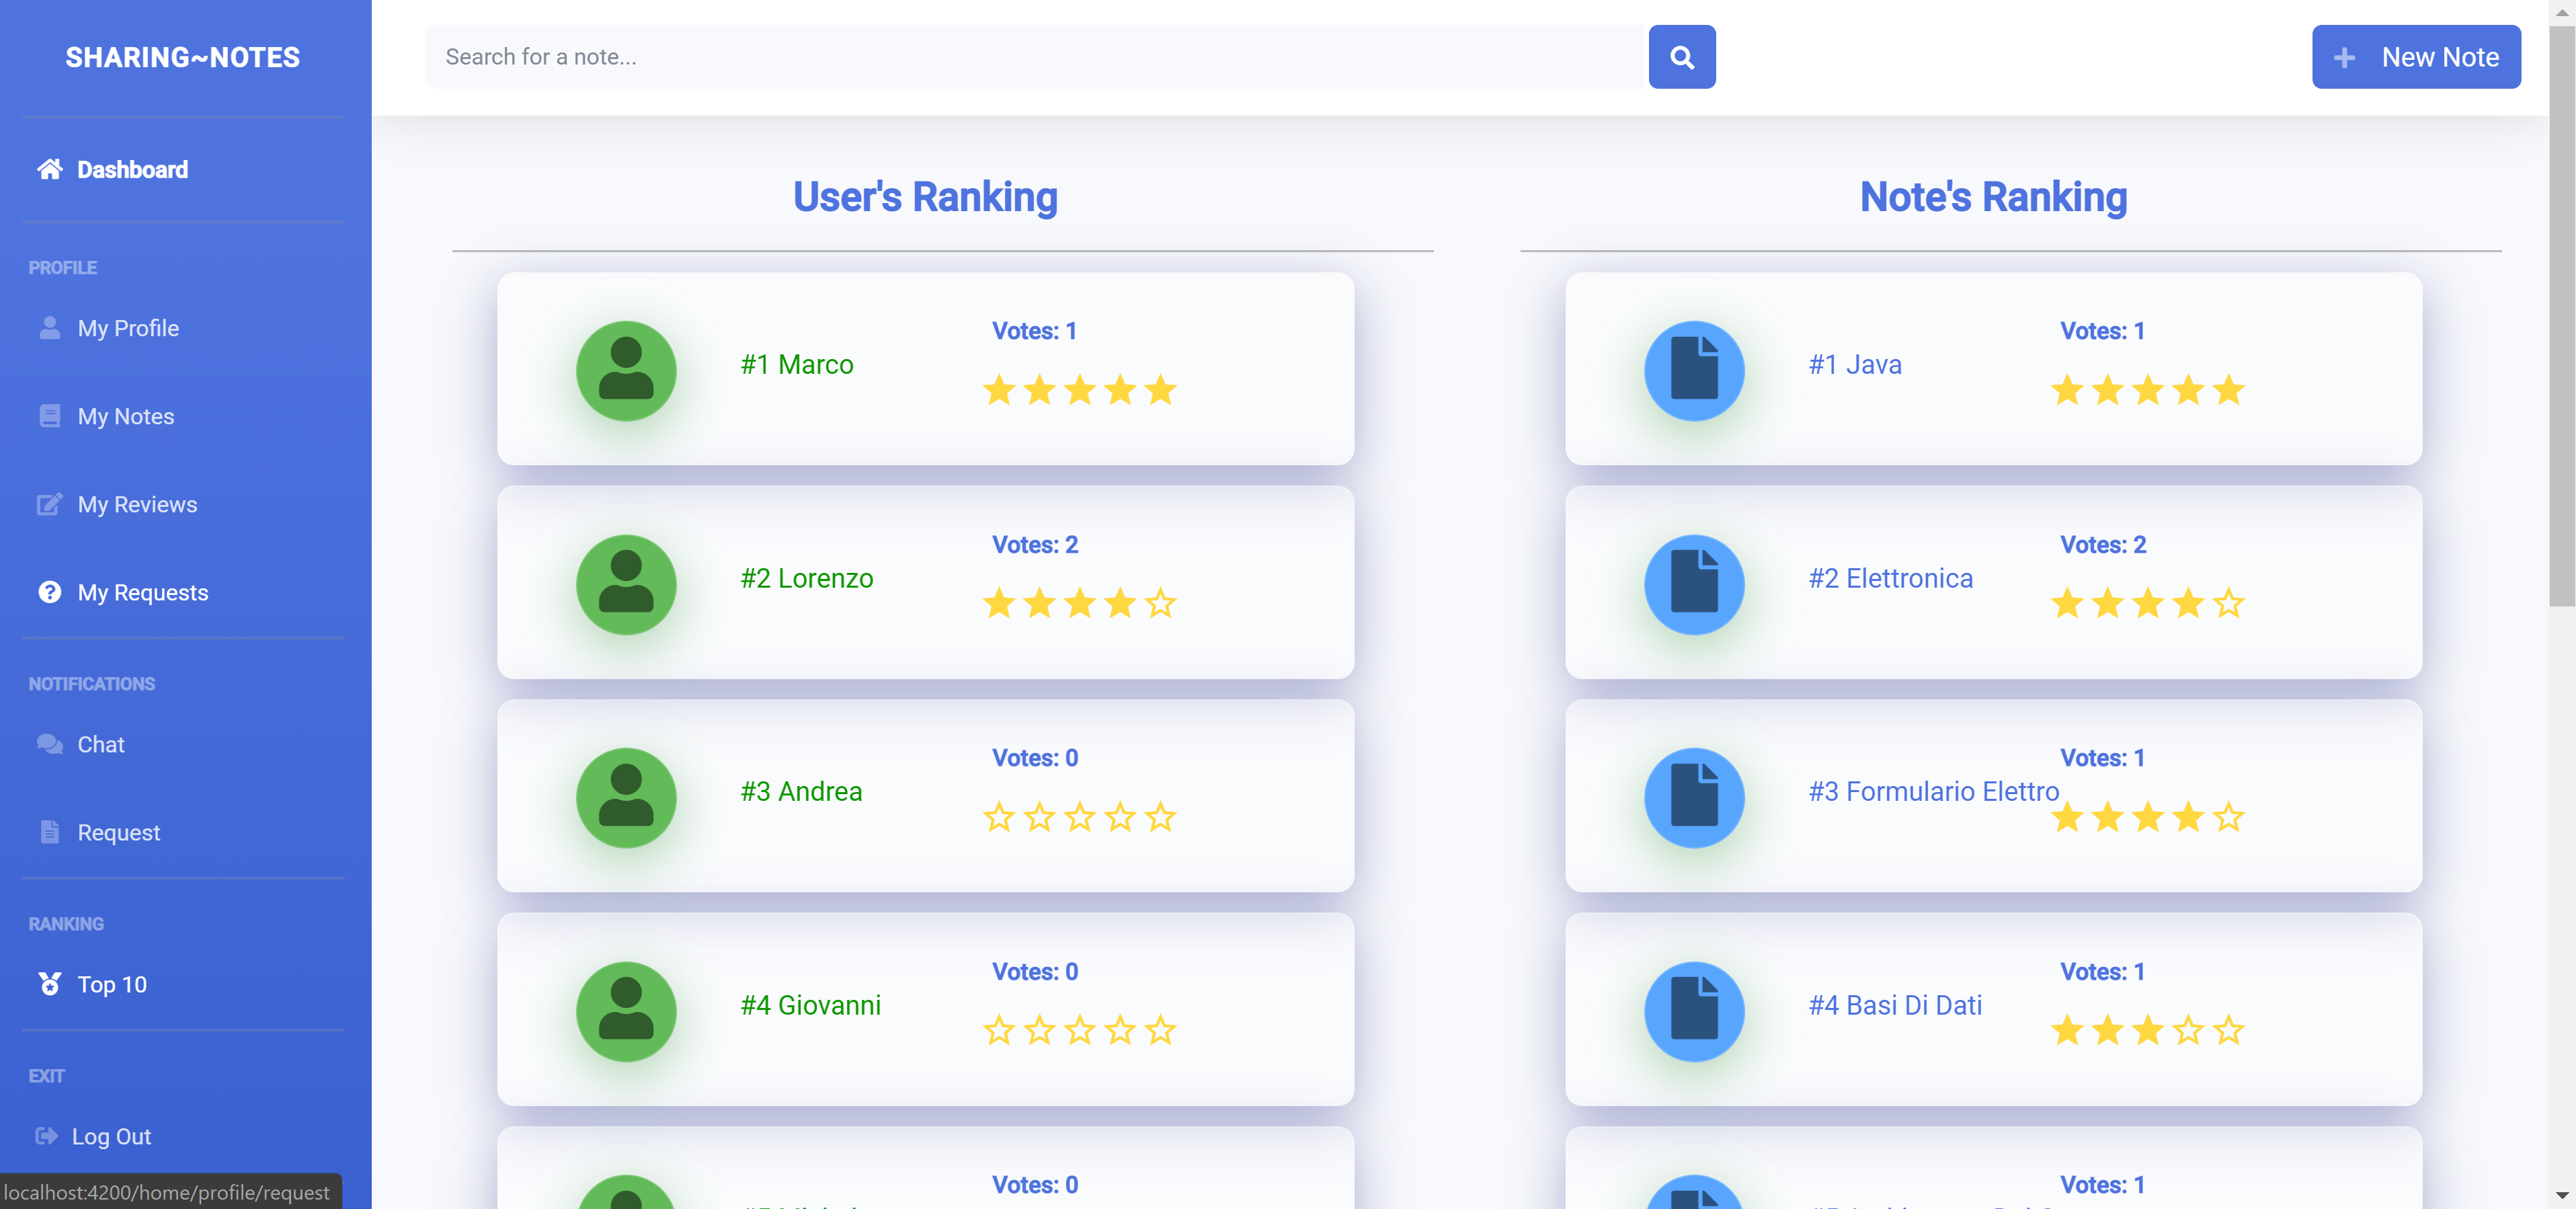 SHARING~NOTES
Dashboard
PROFILE
My Profile
My Notes
My Reviews
My Requests
NOTIFICATIONS
Chat
Request
RANKING
Top 10
EXIT
Log Out
localhost:4200/home/profile/request
Search for a note...
New Note
User's Ranking
Votes: 1
#1 Marco
Votes: 2
#2 Lorenzo
Votes: 0
#3 Andrea
Votes: 0
#4 Giovanni
Votes: 0
Note's Ranking
Votes: 1
#1 Java
Votes: 2
#2 Elettronica
Votes: 1
#3 Formulario Elettro
Votes: 1
#4 Basi Di Dati
Votes: 1